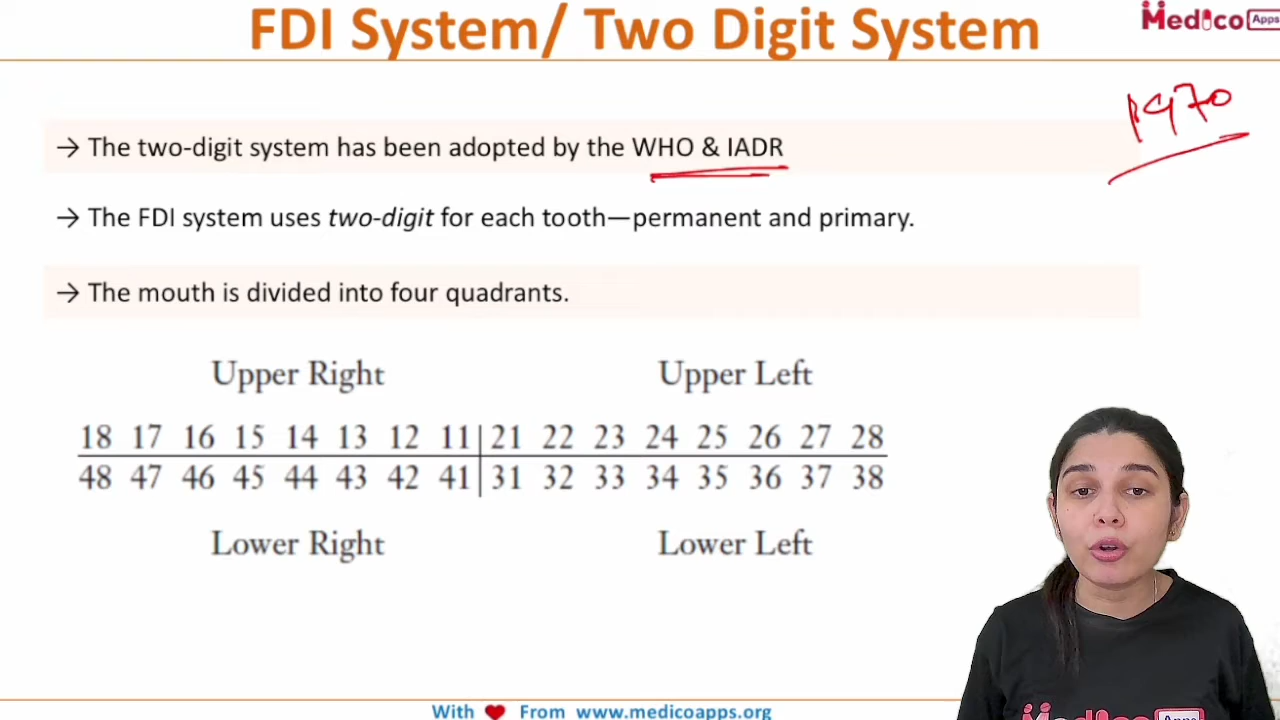 FDI System/ Two Digit System
Medico Apps
1970
→ The two-digit system has been adopted by the WHO & IADR
→ The FDI system uses two-digit for each tooth—permanent and primary.
→ The mouth is divided into four quadrants.
Upper Right Upper Left
18 17 16 15 14 13 12 11 | 21 22 23 24 25 26 27 28
48 47 46 45 44 43 42 41 | 31 32 33 34 35 36 37 38
Lower Right Lower Left
With ❤ From www.medicoapps.org
Medico Apps